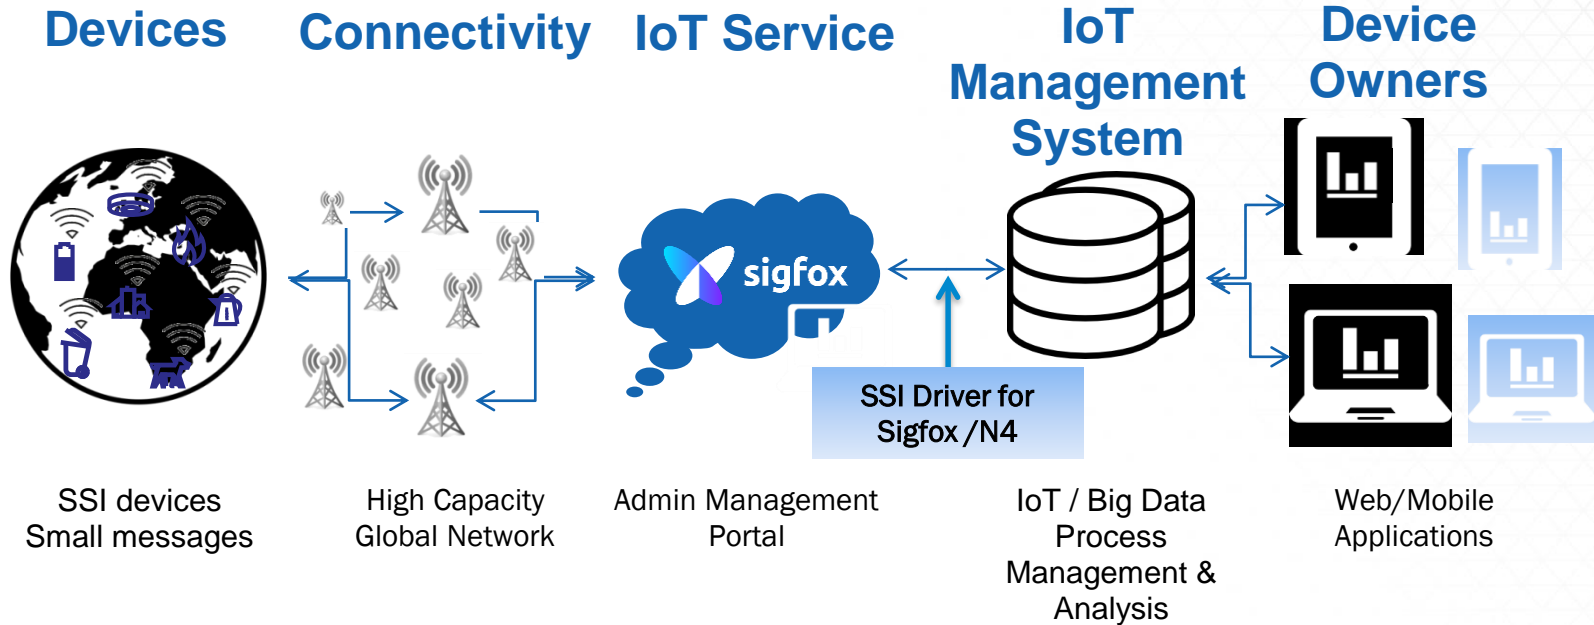 Devices
Connectivity
IoT Service
IoT
Management
System
Device
Owners
sigfox
SSI Driver for
Sigfox /N4
SSI devices
Small messages
High Capacity
Global Network
Admin Management
Portal
IoT / Big Data
Process
Management &
Analysis
Web/Mobile
Applications